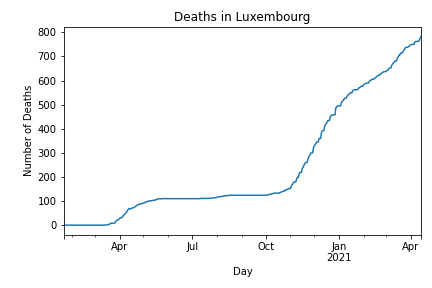 Deaths in Luxembourg
800
700
600
500
400
300
200
100
0
Number of Deaths
Apr
Jul
Oct
Jan
2021
Apr
Day